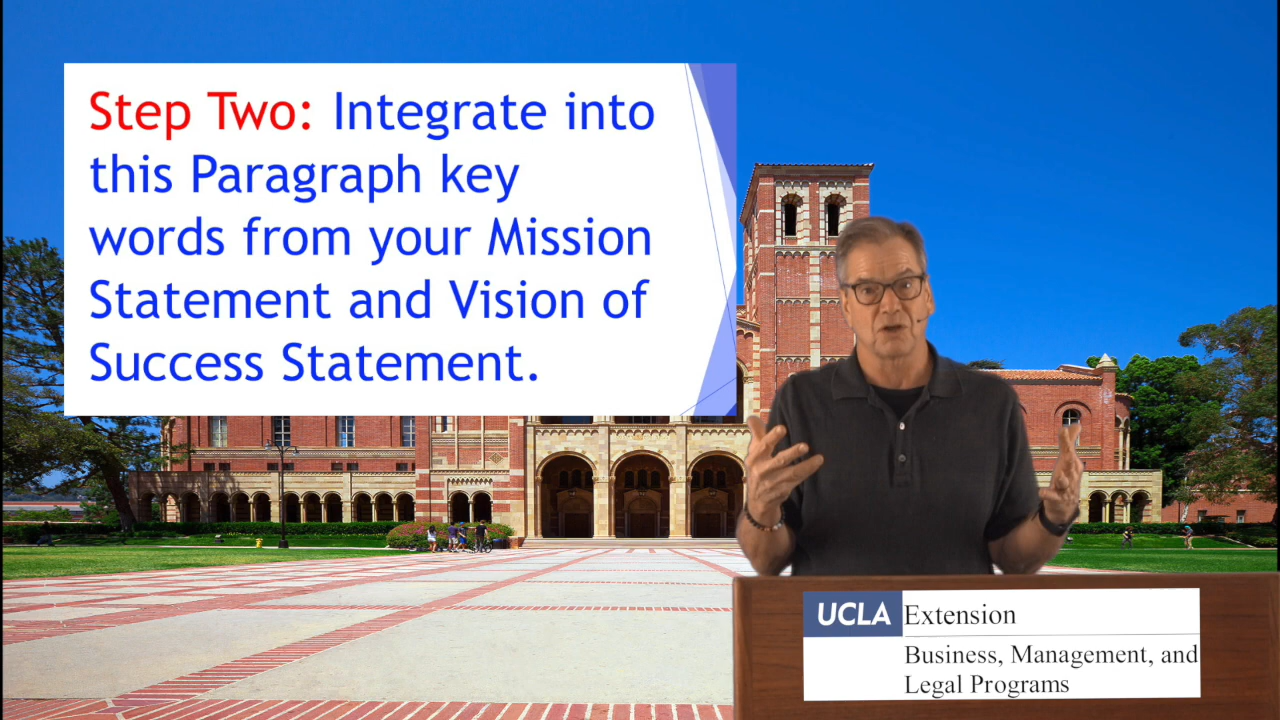 Step Two: Integrate into
this Paragraph key
words from your Mission
Statement and Vision of
Success Statement.
UCLA Extension
Business, Management, and
Legal Programs